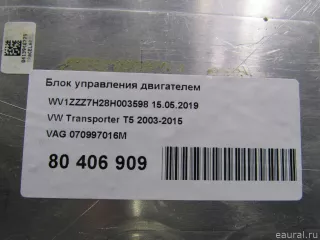 Блок управления двигателем
WV1ZZZ7H28H003598 15.05.2019
VW Transporter T5 2003-2015
VAG 070997016M
80 406 909
eaural.ru